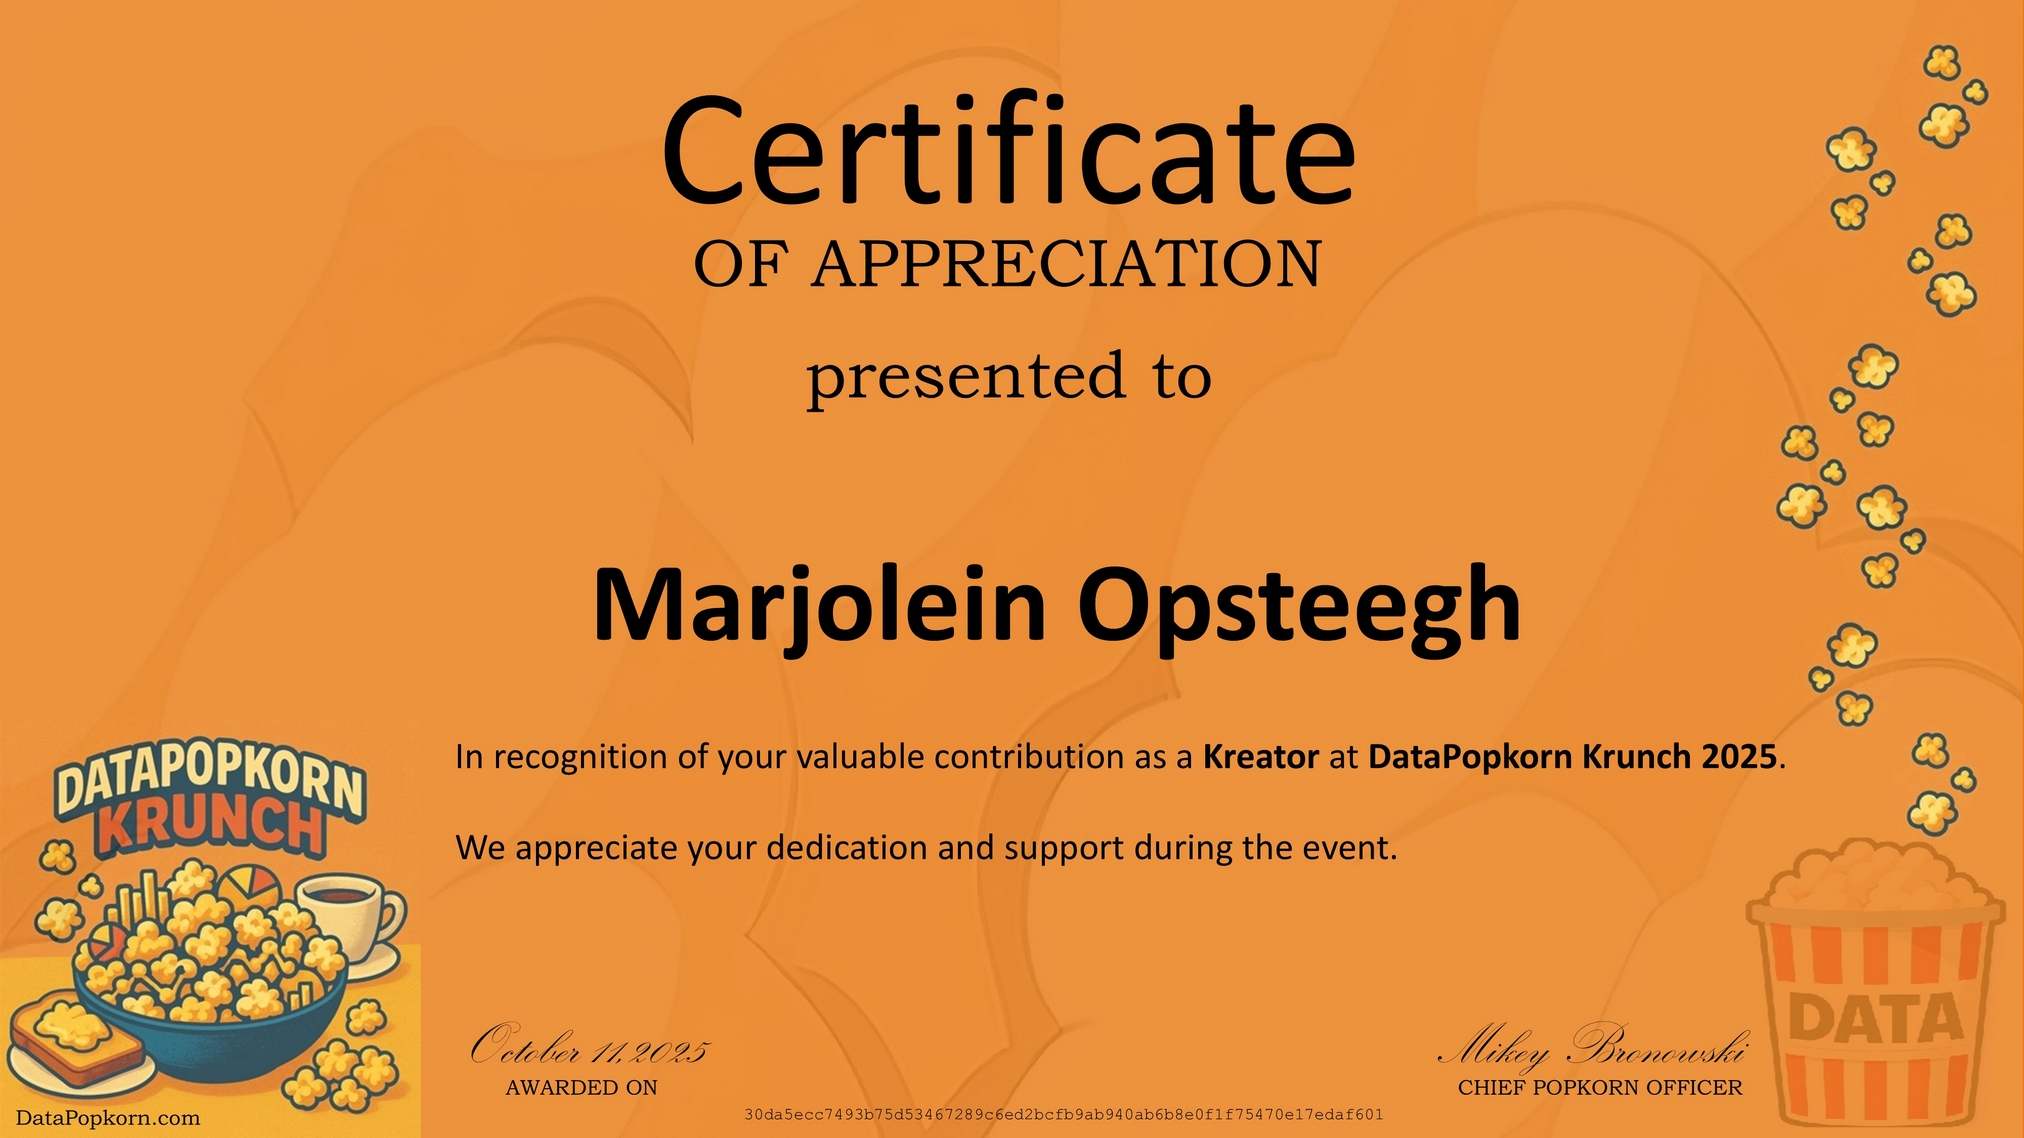 Certificate
OF APPRECIATION
presented to
Marjolein Opsteegh
In recognition of your valuable contribution as a Kreator at DataPopkorn Krunch 2025.
We appreciate your dedication and support during the event.
DATAPOPKORN
KRUNCH
DATA
October 11, 2025
AWARDED ON
Mikey Bronowski
CHIEF POPKORN OFFICER
30da5ecc7493b75d53467289c6ed2bcfb9ab940ab6b8e0f1f75470e17edaf601
DataPopkorn.com